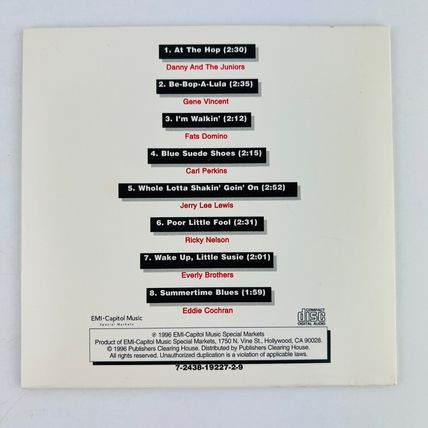 1. At The Hop (2:30)
Danny And The Juniors
2. Be-Bop-A-Lula (2:35)
Gene Vincent
3. I'm Walkin' (2:12)
Fats Domino
4. Blue Suede Shoes (2:15)
Carl Perkins
5. Whole Lotta Shakin' Goin' On (2:52)
Jerry Lee Lewis
6. Poor Little Fool (2:31)
Ricky Nelson
7. Wake Up, Little Susie (2:01)
Everly Brothers
8. Summertime Blues (1:59)
Eddie Cochran
EMI-Capitol Music
Special Markets
COMPACT
disc
DIGITAL AUDIO
℗ 1996 EMI-Capitol Music Special Markets
Product of EMI-Capitol Music Special Markets, 1750 N. Vine St., Hollywood, CA 90028.
© 1996 Publishers Clearing House. Distributed by Publishers Clearing House.
All rights reserved. Unauthorized duplication is a violation of applicable laws.
7-2438-19227-2-9